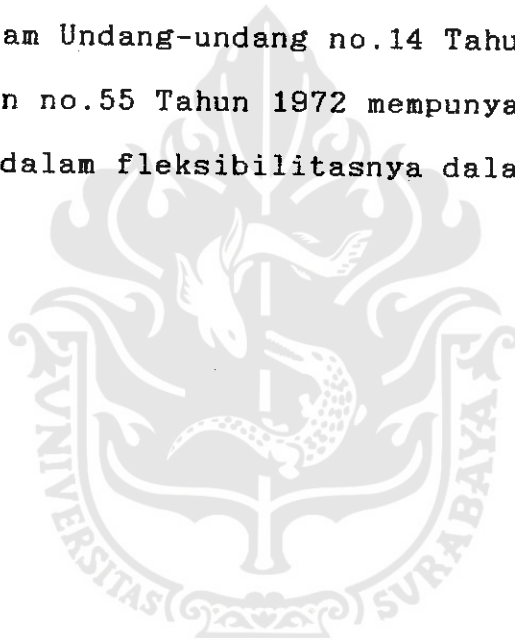 am Undang-undang no.14 Tahu
n no.55 Tahun 1972 mempunya
dalam fleksibilitasnya dala
UNIVERSITAS SURABAYA